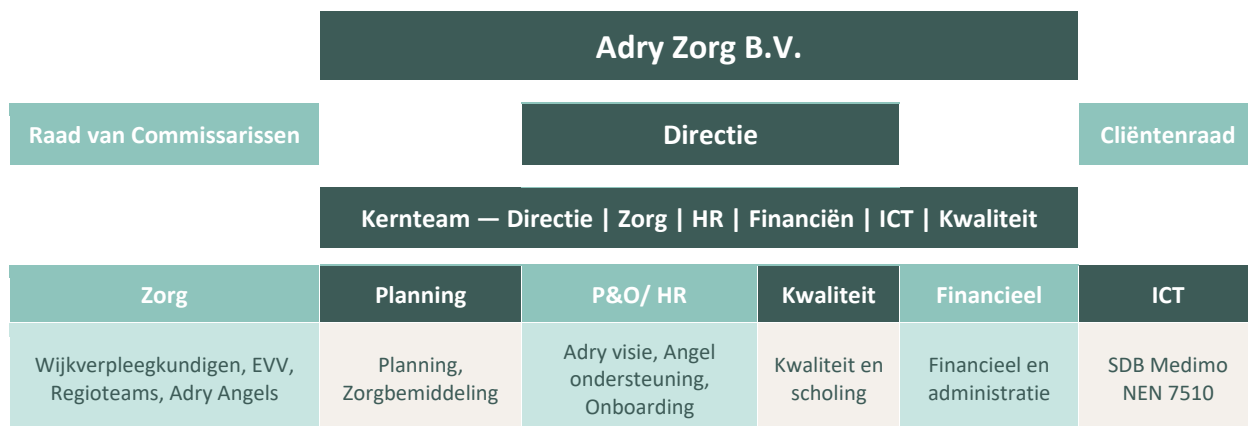 Adry Zorg B.V.
Raad van Commissarissen
Directie
Cliëntenraad
Kernteam — Directie | Zorg | HR | Financiën | ICT | Kwaliteit
Zorg
Planning
P&O/ HR
Kwaliteit
Financieel
ICT
Wijkverpleegkundigen, EVV,
Regioteams, Adry Angels
Planning,
Zorgbemiddeling
Adry visie, Angel
ondersteuning,
Onboarding
Kwaliteit en
scholing
Financieel en
administratie
SDB Medimo
NEN 7510